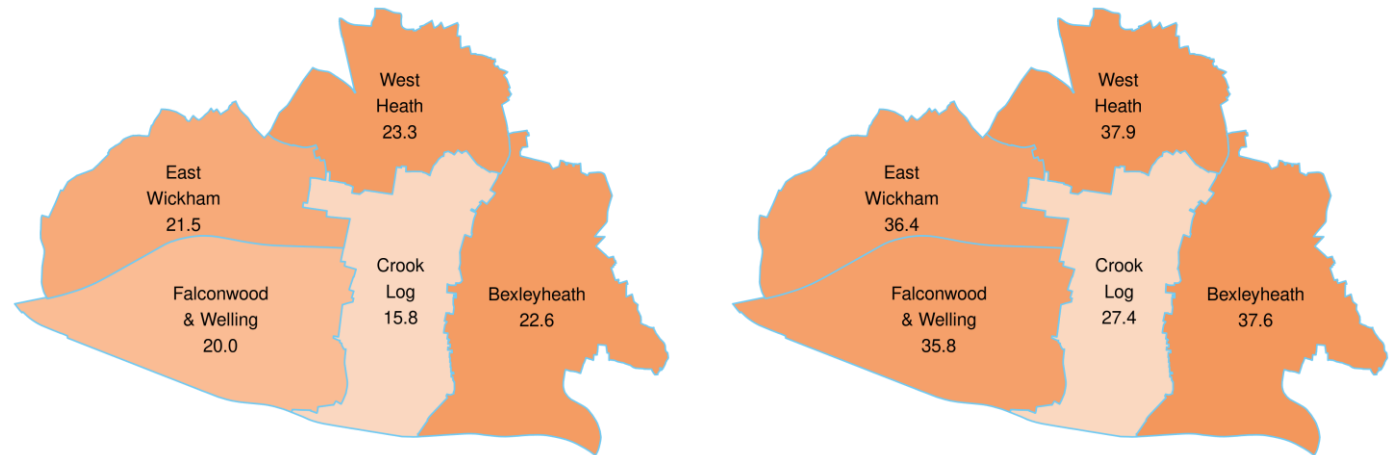 West
Heath
23.3
East
Wickham
21.5
Crook
Log
15.8
Falconwood
& Welling
20.0
Bexleyheath
22.6
West
Heath
37.9
East
Wickham
36.4
Crook
Log
27.4
Falconwood
& Welling
35.8
Bexleyheath
37.6